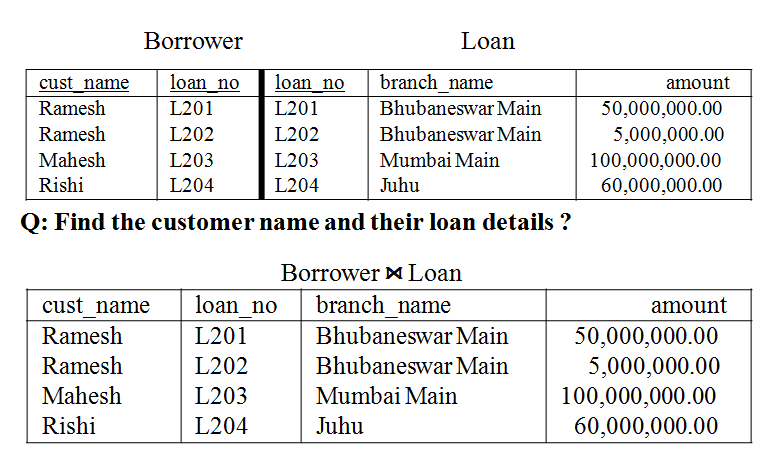 Borrower Loan
cust_name loan_no loan_no branch_name amount
Ramesh L201 L201 Bhubaneswar Main 50,000,000.00
Ramesh L202 L202 Bhubaneswar Main 5,000,000.00
Mahesh L203 L203 Mumbai Main 100,000,000.00
Rishi L204 L204 Juhu 60,000,000.00
Q: Find the customer name and their loan details ?
Borrower ⋈ Loan
cust_name loan_no branch_name amount
Ramesh L201 Bhubaneswar Main 50,000,000.00
Ramesh L202 Bhubaneswar Main 5,000,000.00
Mahesh L203 Mumbai Main 100,000,000.00
Rishi L204 Juhu 60,000,000.00